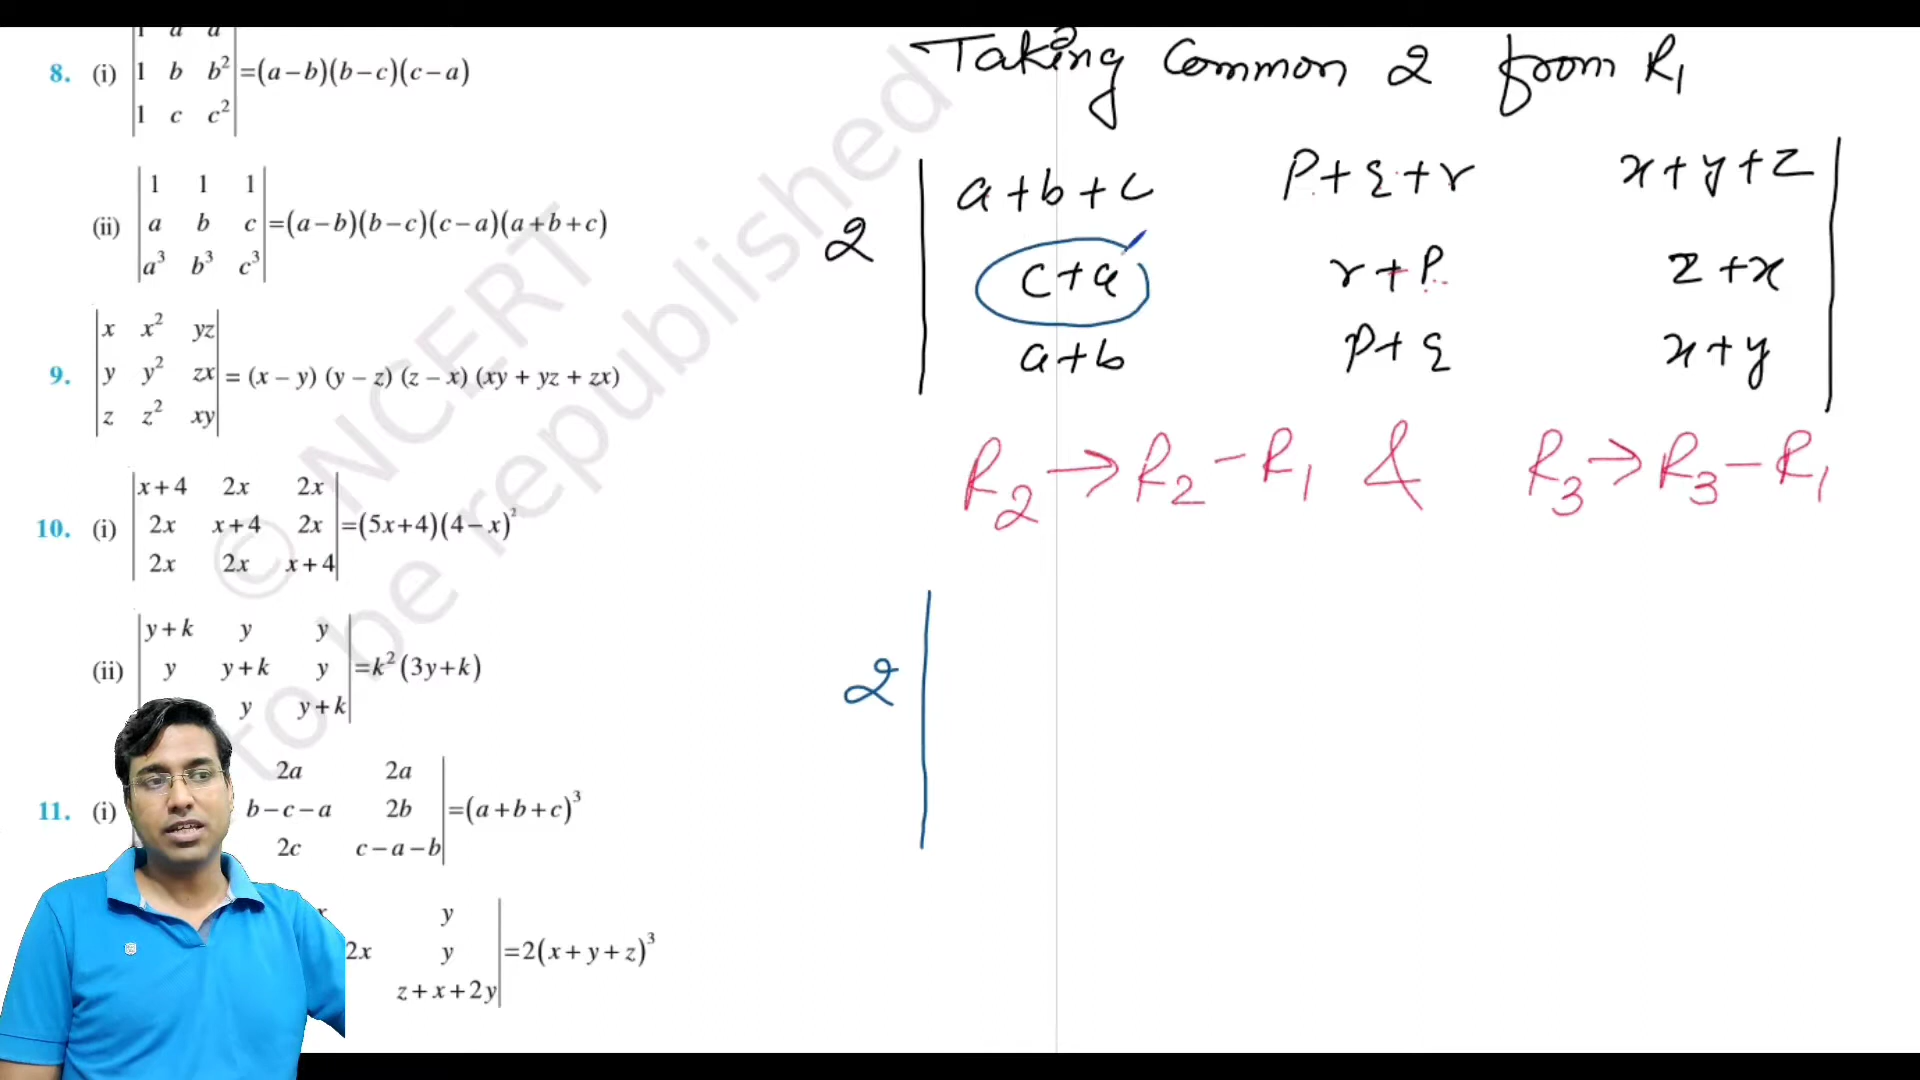 1 a a
8. (i) 1 b b² =(a−b)(b−c)(c−a)
1 c c²
1 1 1
(ii) a b c =(a−b)(b−c)(c−a)(a+b+c)
a³ b³ c³
x x² yz
9. y y² zx = (x − y) (y − z) (z − x) (xy + yz + zx)
z z² xy
x+4 2x 2x
10. (i) 2x x+4 2x =(5x+4)(4−x)²
2x 2x x+4
y+k y y
(ii) y y+k y =k²(3y+k)
y y+k
2a 2a
11. (i) b−c−a 2b =(a+b+c)³
2c c−a−b
y
2x y =2(x+y+z)³
z+x+2y
© NCERT
to be republished
Taking Common 2 from R₁
a+b+c p+q+r x+y+z
2 c+a r+p z+x
a+b p+q x+y
R₂→R₂−R₁ & R₃→R₃−R₁
2